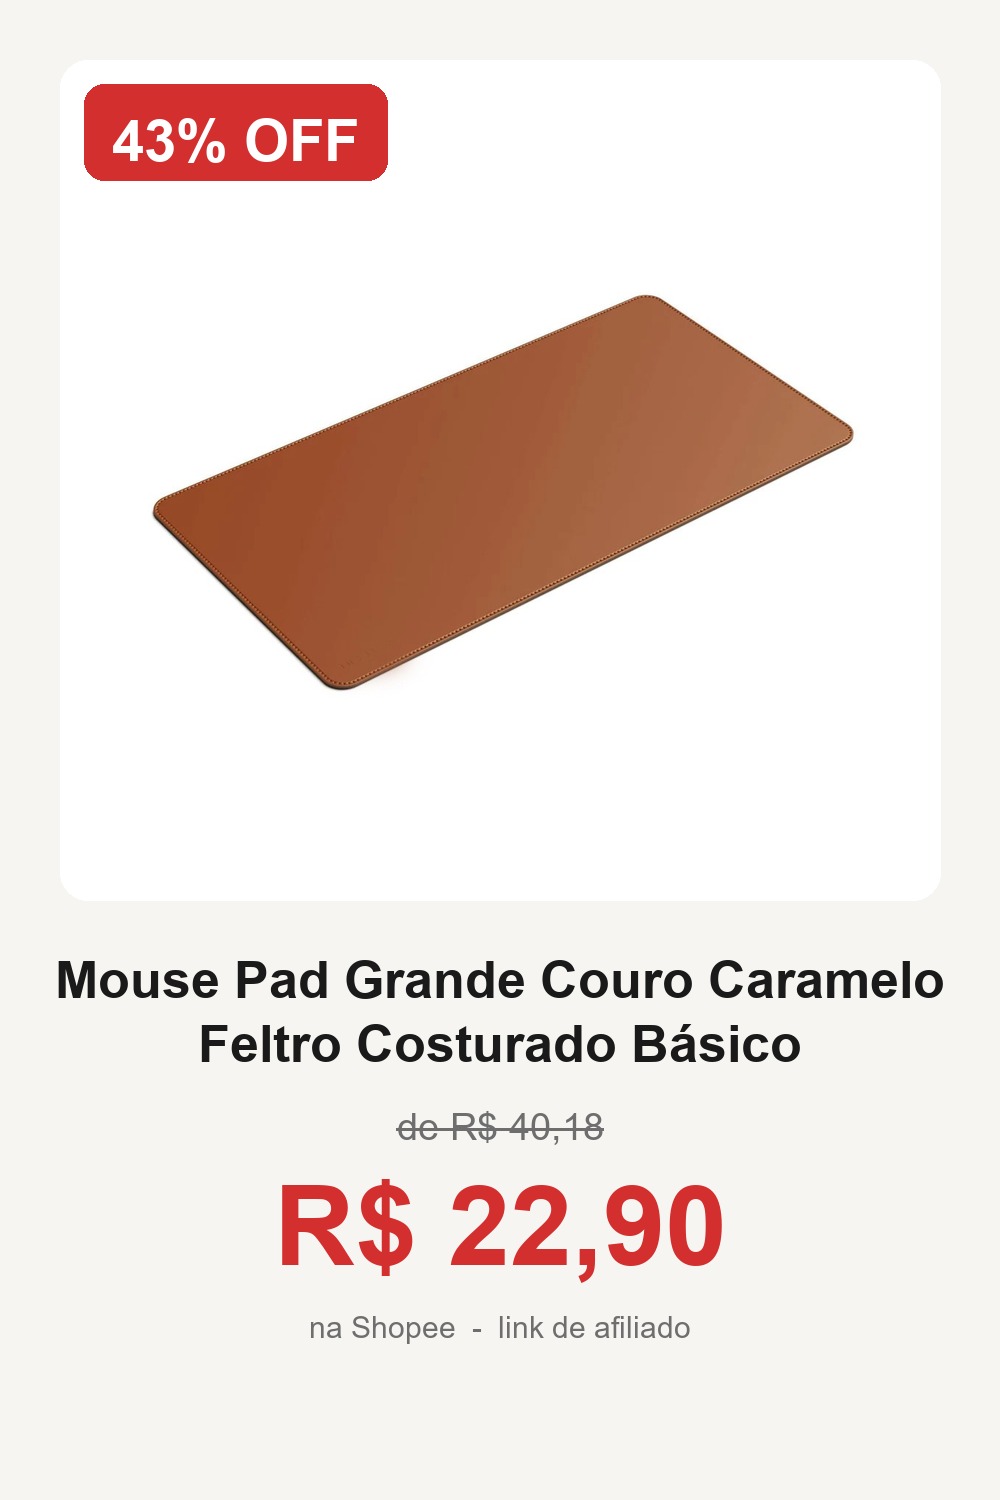 43% OFF
Mouse Pad Grande Couro Caramelo
Feltro Costurado Básico
de R$ 40,18
R$ 22,90
na Shopee - link de afiliado